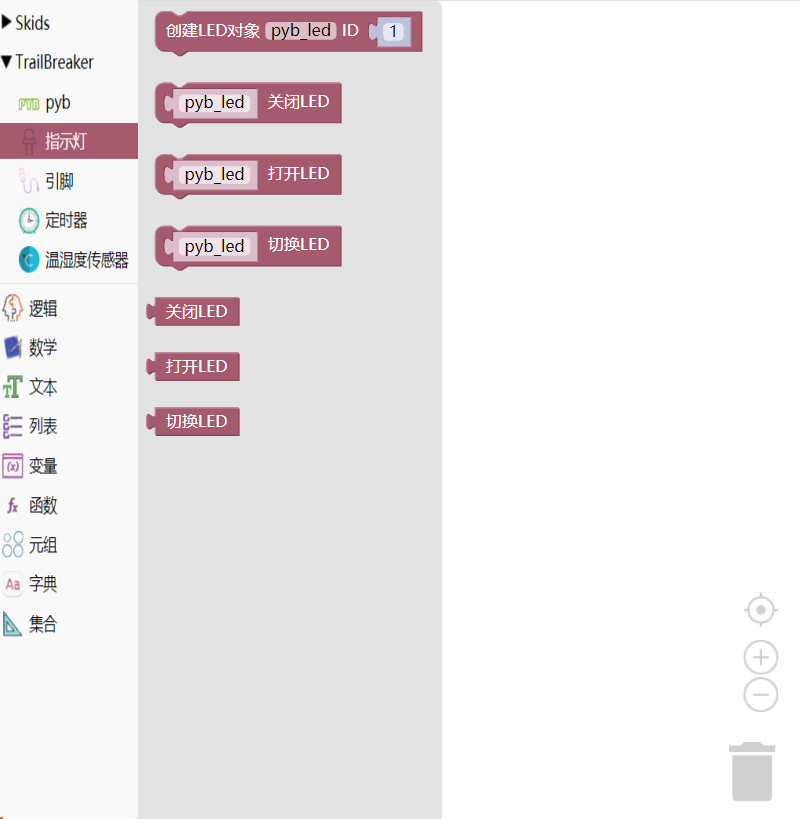 Skids
TrailBreaker
PYB pyb
指示灯
引脚
定时器
C 温湿度传感器
逻辑
数学
TT 文本
列表
(x) 变量
fx 函数
元组
Aa 字典
集合
创建LED对象 pyb_led ID 1
pyb_led 关闭LED
pyb_led 打开LED
pyb_led 切换LED
关闭LED
打开LED
切换LED